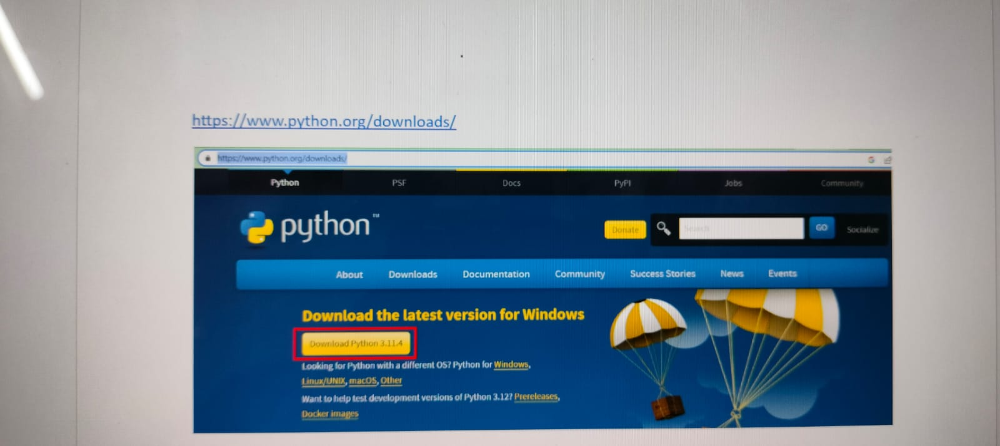 https://www.python.org/downloads/
https://www.python.org/downloads/
Python PSF Docs PyPI Jobs Community
python™
Donate Search GO Socialize
About Downloads Documentation Community Success Stories News Events
Download the latest version for Windows
Download Python 3.11.4
Looking for Python with a different OS? Python for Windows,
Linux/UNIX, macOS, Other
Want to help test development versions of Python 3.12? Prereleases,
Docker images